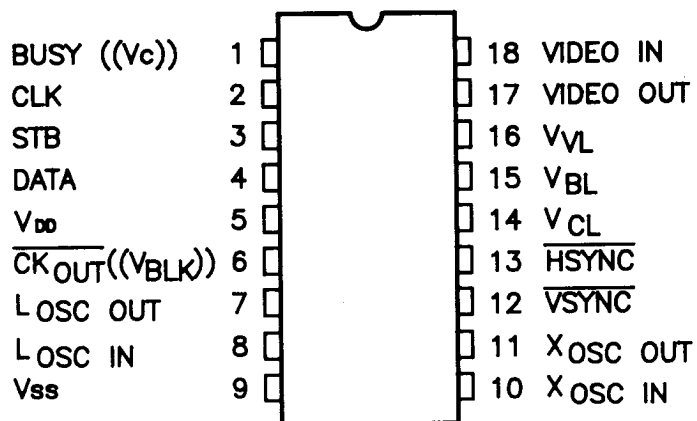 BUSY ((Vc)) 1 18 VIDEO IN
CLK 2 17 VIDEO OUT
STB 3 16 VVL
DATA 4 15 VBL
VDD 5 14 VCL
CKOUT((VBLK)) 6 13 HSYNC
LOSC OUT 7 12 VSYNC
LOSC IN 8 11 XOSC OUT
Vss 9 10 XOSC IN